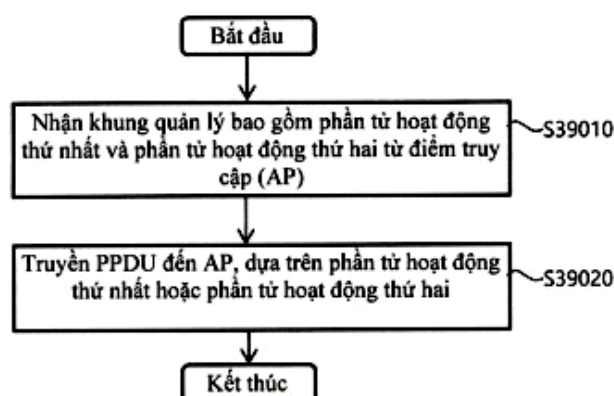 Bắt đầu
Nhận khung quản lý bao gồm phần tử hoạt động
thứ nhất và phần tử hoạt động thứ hai từ điểm truy
cập (AP)
S39010
Truyền PPDU đến AP, dựa trên phần tử hoạt động
thứ nhất hoặc phần tử hoạt động thứ hai
S39020
Kết thúc